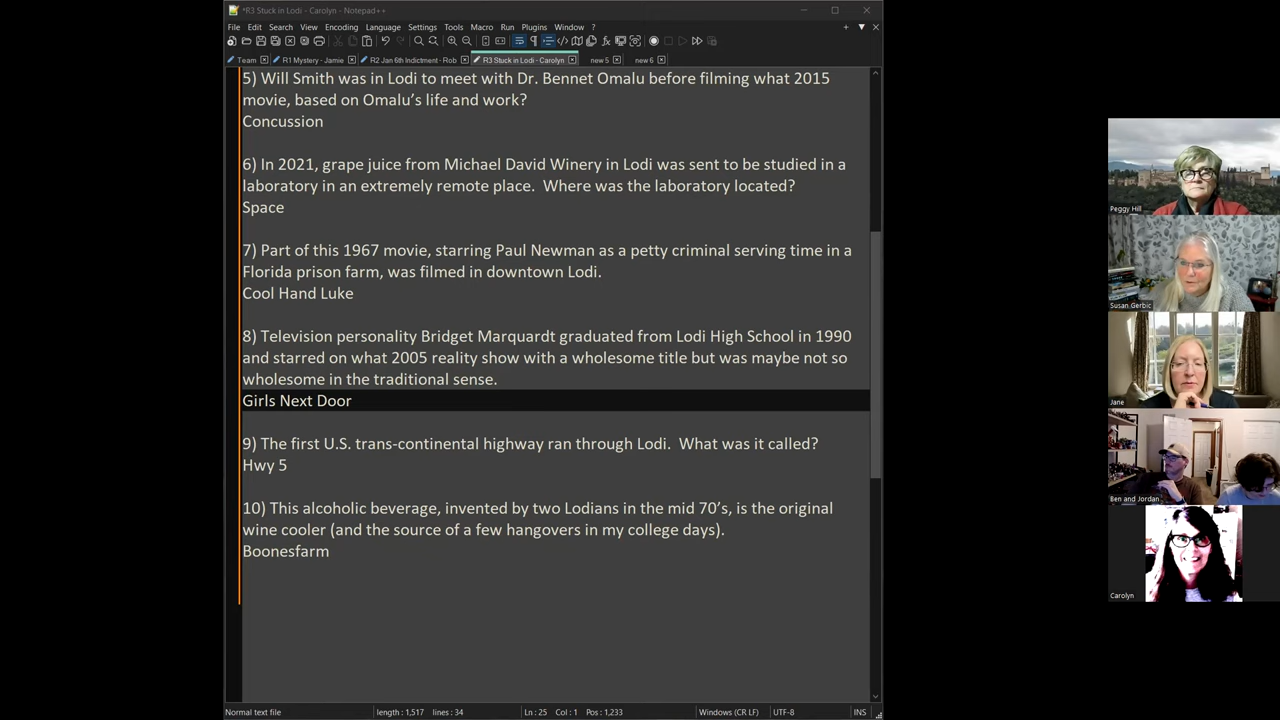 *R3 Stuck in Lodi - Carolyn - Notepad++
File Edit Search View Encoding Language Settings Tools Macro Run Plugins Window ?
Team R1 Mystery - Jamie R2 Jan 6th Indictment - Rob R3 Stuck in Lodi - Carolyn new 5 new 6
5) Will Smith was in Lodi to meet with Dr. Bennet Omalu before filming what 2015
movie, based on Omalu’s life and work?
Concussion
6) In 2021, grape juice from Michael David Winery in Lodi was sent to be studied in a
laboratory in an extremely remote place.  Where was the laboratory located?
Space
7) Part of this 1967 movie, starring Paul Newman as a petty criminal serving time in a
Florida prison farm, was filmed in downtown Lodi.
Cool Hand Luke
8) Television personality Bridget Marquardt graduated from Lodi High School in 1990
and starred on what 2005 reality show with a wholesome title but was maybe not so
wholesome in the traditional sense.
Girls Next Door
9) The first U.S. trans-continental highway ran through Lodi.  What was it called?
Hwy 5
10) This alcoholic beverage, invented by two Lodians in the mid 70’s, is the original
wine cooler (and the source of a few hangovers in my college days).
Boonesfarm
Normal text file length : 1,517 lines : 34 Ln : 25 Col : 1 Pos : 1,233 Windows (CR LF) UTF-8 INS
Peggy Hill
Susan Gerbic
Jane
Ben and Jordan
Carolyn